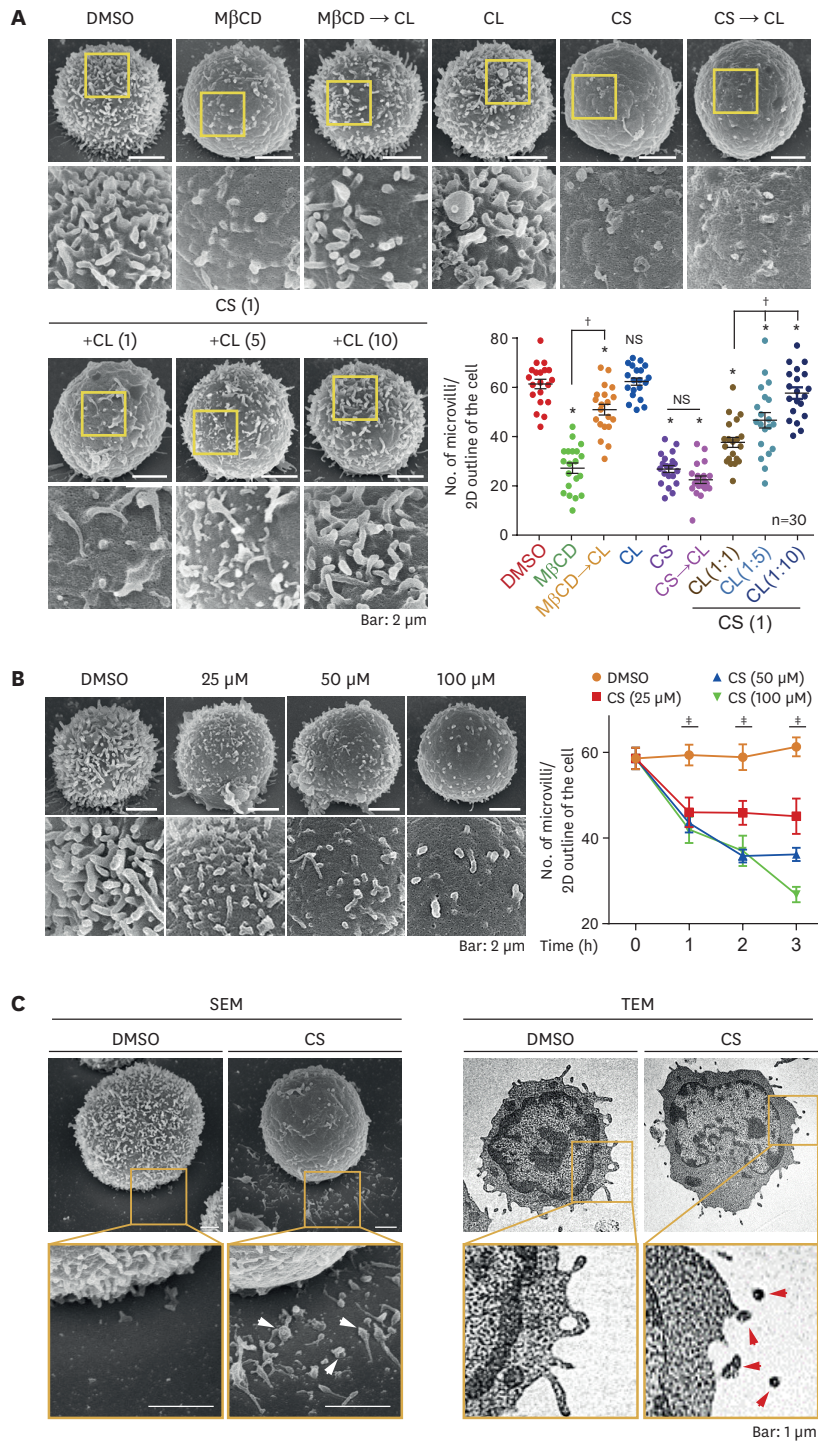 A
DMSO MβCD MβCD → CL CL CS CS → CL
CS (1)
+CL (1) +CL (5) +CL (10)
Bar: 2 µm
No. of microvilli/
2D outline of the cell
80
60
40
20
0
* † * NS NS * * * † * *
n=30
DMSO MβCD MβCD→CL CL CS CS→CL CL(1:1) CL(1:5) CL(1:10)
CS (1)
B
DMSO 25 µM 50 µM 100 µM
Bar: 2 µm
DMSO CS (50 µM)
CS (25 µM) CS (100 µM)
No. of microvilli/
2D outline of the cell
‡ ‡ ‡
60
40
20
Time (h) 0 1 2 3
C
SEM TEM
DMSO CS DMSO CS
Bar: 1 µm